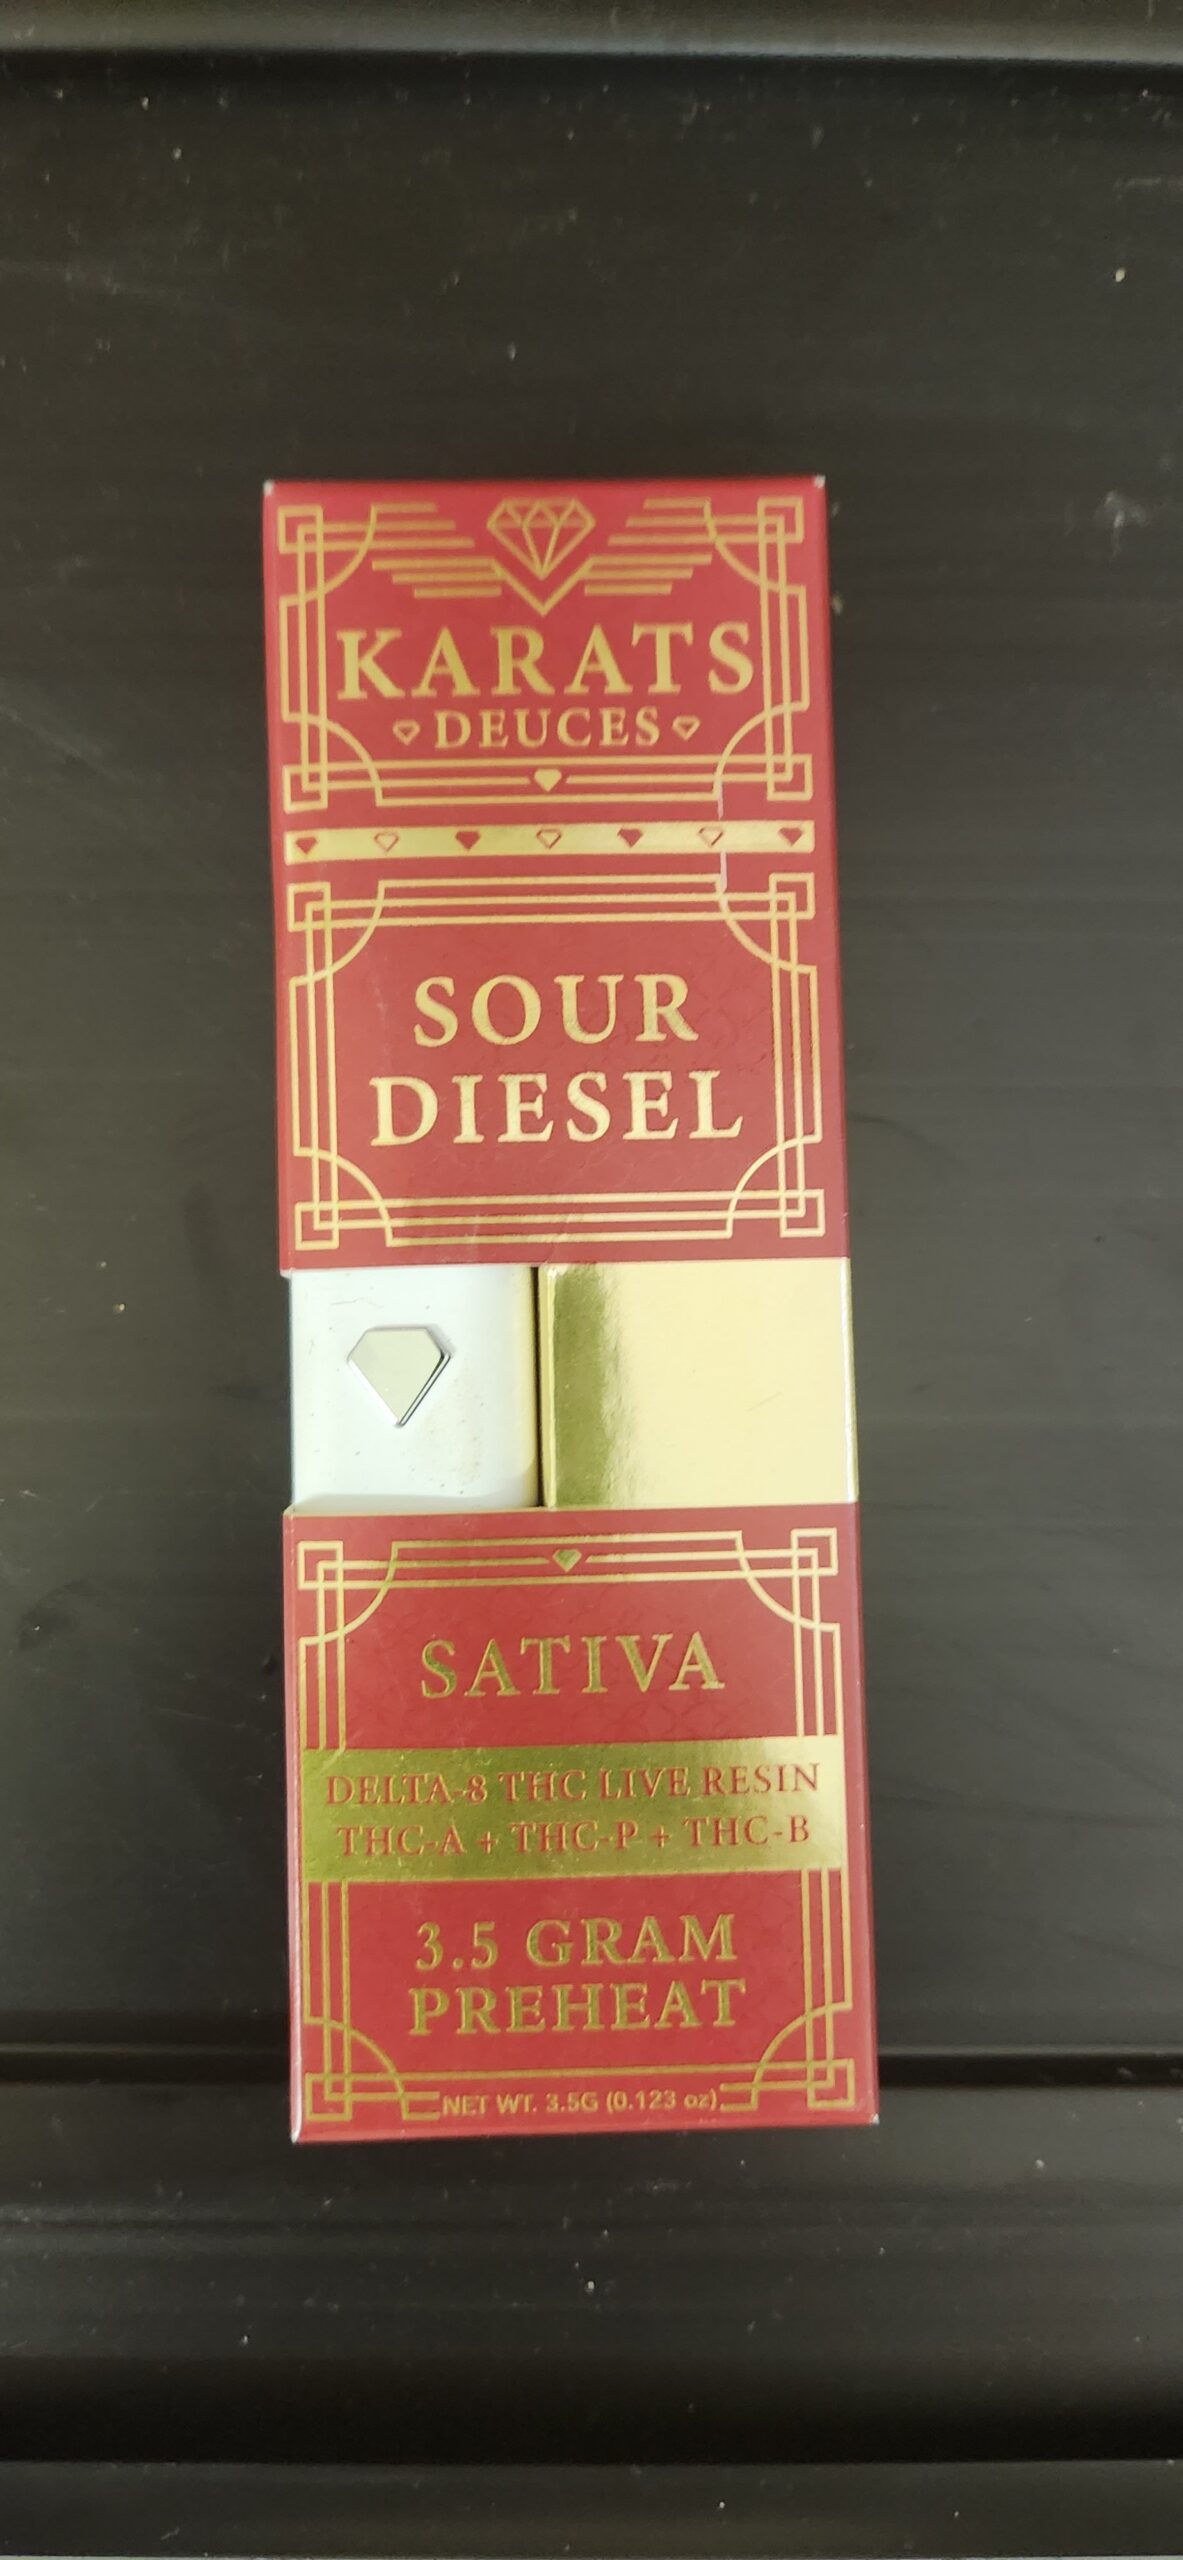 KARATS
DEUCES
SOUR
DIESEL
SATIVA
DELTA-8 THC LIVE RESIN
THC-A + THC-P + THC-B
3.5 GRAM
PREHEAT
NET WT. 3.5G (0.123 oz)